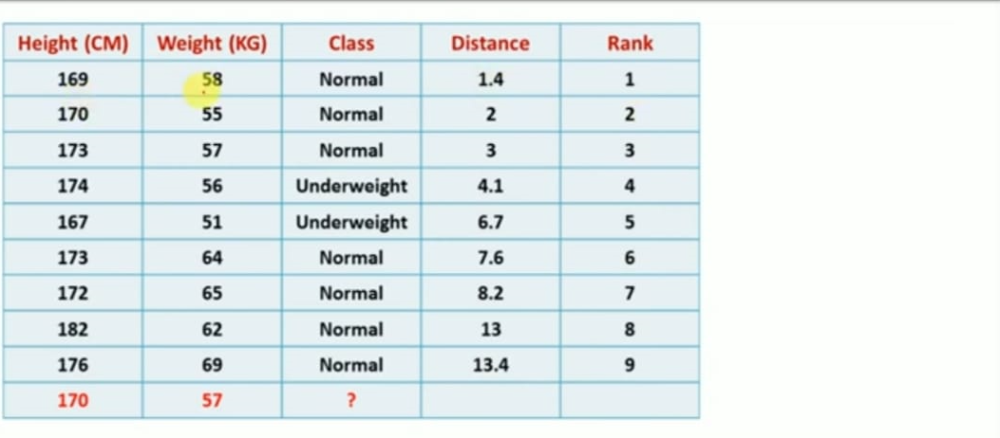 Height (CM) Weight (KG) Class Distance Rank
169 58 Normal 1.4 1
170 55 Normal 2 2
173 57 Normal 3 3
174 56 Underweight 4.1 4
167 51 Underweight 6.7 5
173 64 Normal 7.6 6
172 65 Normal 8.2 7
182 62 Normal 13 8
176 69 Normal 13.4 9
170 57 ?